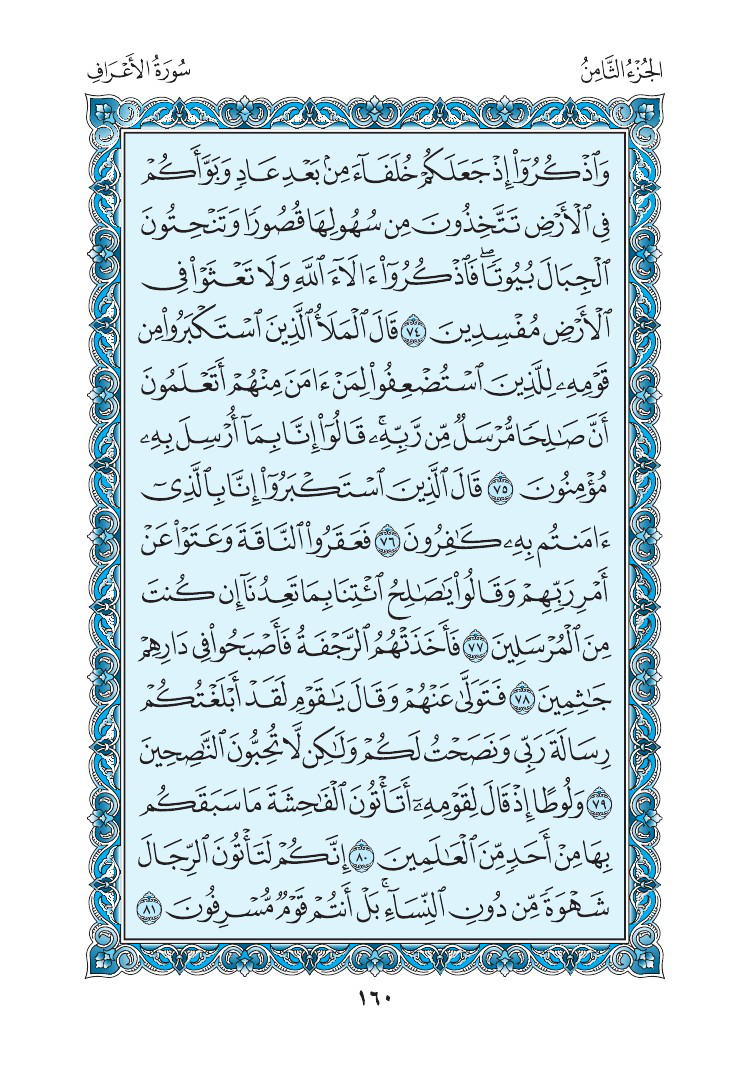 الجُزْءُ الثَّامِنُ
سُورَةُ الأَعْرَافِ
وَٱذْكُرُوٓا۟ إِذْ جَعَلَكُمْ خُلَفَآءَ مِنۢ بَعْدِ عَادٍ وَبَوَّأَكُمْ
فِى ٱلْأَرْضِ تَتَّخِذُونَ مِن سُهُولِهَا قُصُورًا وَتَنْحِتُونَ
ٱلْجِبَالَ بُيُوتًا ۖ فَٱذْكُرُوٓا۟ ءَالَآءَ ٱللَّهِ وَلَا تَعْثَوْا۟ فِى
ٱلْأَرْضِ مُفْسِدِينَ ٧٤ قَالَ ٱلْمَلَأُ ٱلَّذِينَ ٱسْتَكْبَرُوا۟ مِن
قَوْمِهِۦ لِلَّذِينَ ٱسْتُضْعِفُوا۟ لِمَنْ ءَامَنَ مِنْهُمْ أَتَعْلَمُونَ
أَنَّ صَٰلِحًا مُّرْسَلٌ مِّن رَّبِّهِۦ ۚ قَالُوٓا۟ إِنَّا بِمَآ أُرْسِلَ بِهِۦ
مُؤْمِنُونَ ٧٥ قَالَ ٱلَّذِينَ ٱسْتَكْبَرُوٓا۟ إِنَّا بِٱلَّذِىٓ
ءَامَنتُم بِهِۦ كَٰفِرُونَ ٧٦ فَعَقَرُوا۟ ٱلنَّاقَةَ وَعَتَوْا۟ عَنْ
أَمْرِ رَبِّهِمْ وَقَالُوا۟ يَٰصَٰلِحُ ٱئْتِنَا بِمَا تَعِدُنَآ إِن كُنتَ
مِنَ ٱلْمُرْسَلِينَ ٧٧ فَأَخَذَتْهُمُ ٱلرَّجْفَةُ فَأَصْبَحُوا۟ فِى دَارِهِمْ
جَٰثِمِينَ ٧٨ فَتَوَلَّىٰ عَنْهُمْ وَقَالَ يَٰقَوْمِ لَقَدْ أَبْلَغْتُكُمْ
رِسَالَةَ رَبِّى وَنَصَحْتُ لَكُمْ وَلَٰكِن لَّا تُحِبُّونَ ٱلنَّٰصِحِينَ
٧٩ وَلُوطًا إِذْ قَالَ لِقَوْمِهِۦٓ أَتَأْتُونَ ٱلْفَٰحِشَةَ مَا سَبَقَكُم
بِهَا مِنْ أَحَدٍ مِّنَ ٱلْعَٰلَمِينَ ٨٠ إِنَّكُمْ لَتَأْتُونَ ٱلرِّجَالَ
شَهْوَةً مِّن دُونِ ٱلنِّسَآءِ ۚ بَلْ أَنتُمْ قَوْمٌ مُّسْرِفُونَ ٨١
١٦٠